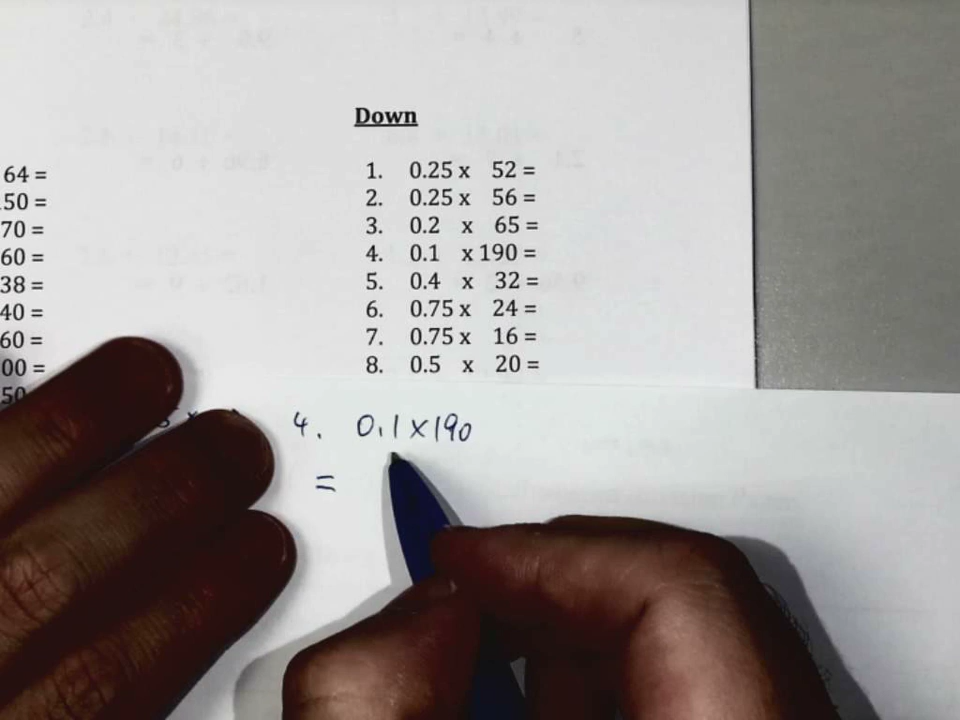 Down
64 =
50 =
70 =
60 =
38 =
40 =
60 =
00 =
50
1. 0.25 x 52 =
2. 0.25 x 56 =
3. 0.2 x 65 =
4. 0.1 x 190 =
5. 0.4 x 32 =
6. 0.75 x 24 =
7. 0.75 x 16 =
8. 0.5 x 20 =
4. 0.1 x 190
=